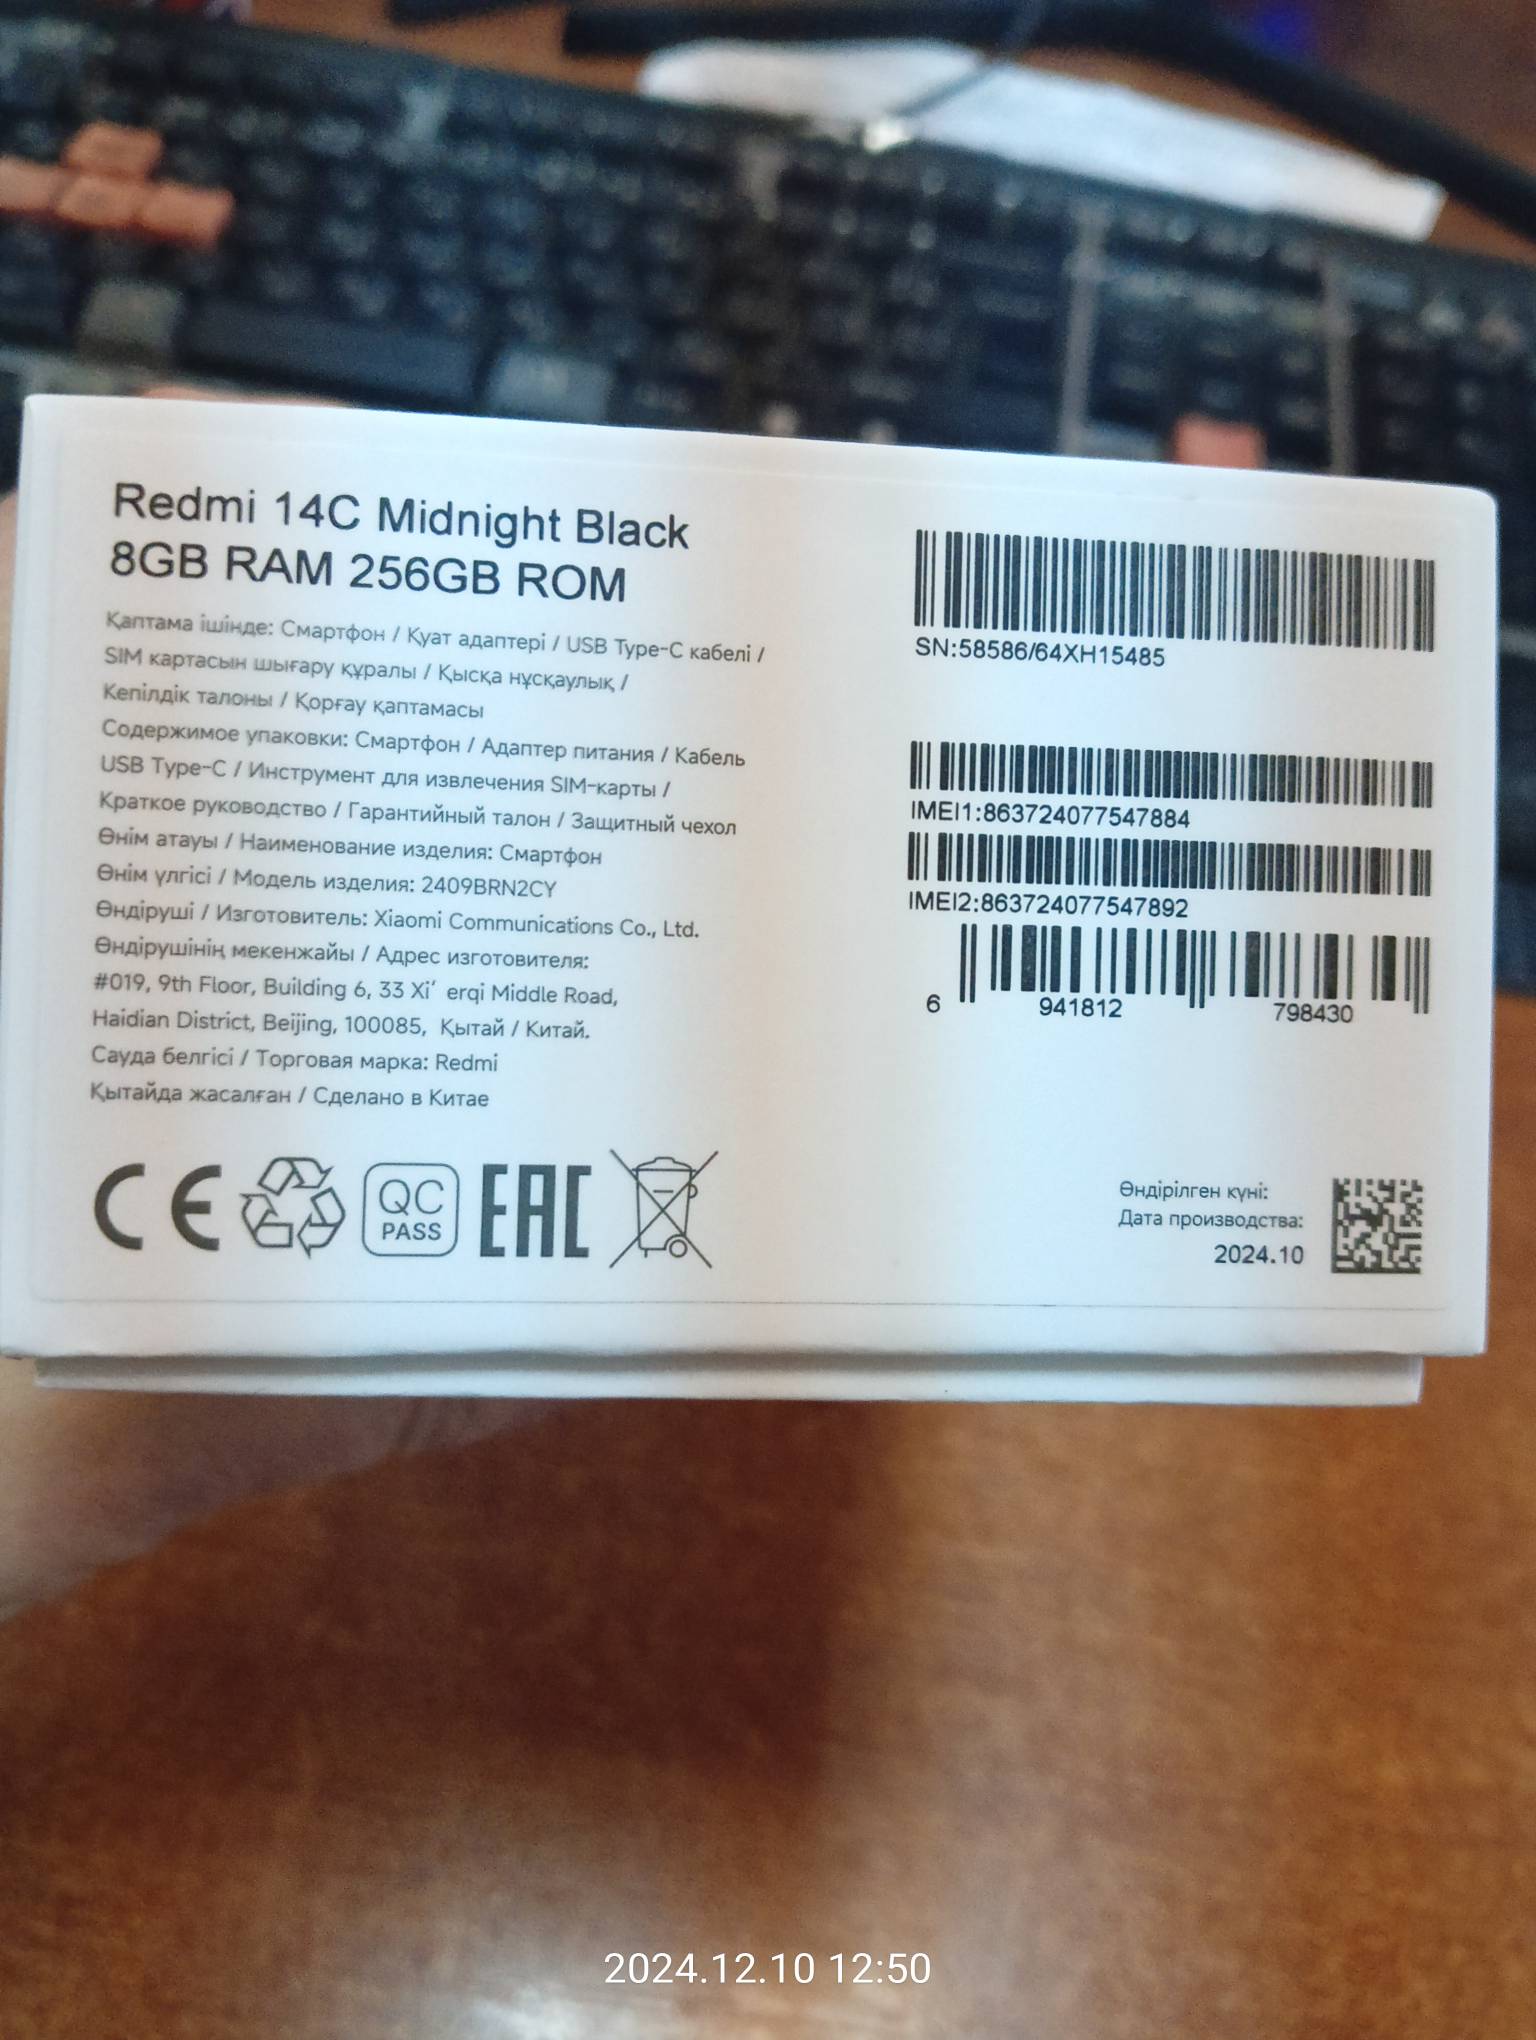 Redmi 14C Midnight Black
8GB RAM 256GB ROM
Қаптама ішінде: Смартфон / Қуат адаптері / USB Type-C кабелі /
SIM картасын шығару құралы / Қысқа нұсқаулық /
Кепілдік талоны / Қорғау қаптамасы
Содержимое упаковки: Смартфон / Адаптер питания / Кабель
USB Type-C / Инструмент для извлечения SIM-карты /
Краткое руководство / Гарантийный талон / Защитный чехол
Өнім атауы / Наименование изделия: Смартфон
Өнім үлгісі / Модель изделия: 2409BRN2CY
Өндіруші / Изготовитель: Xiaomi Communications Co., Ltd.
Өндірушінің мекенжайы / Адрес изготовителя:
#019, 9th Floor, Building 6, 33 Xi' erqi Middle Road,
Haidian District, Beijing, 100085, Қытай / Китай.
Сауда белгісі / Торговая марка: Redmi
Қытайда жасалған / Сделано в Китае
CE
QC
PASS
EAC
SN:58586/64XH15485
IMEI1:863724077547884
IMEI2:863724077547892
6 941812 798430
Өндірілген күні:
Дата производства:
2024.10
2024.12.10 12:50